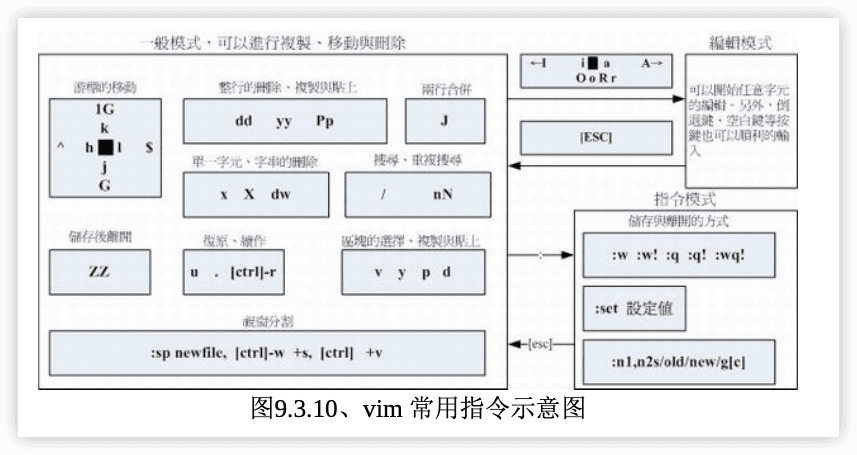 一般模式，可以進行複製、移動與刪除
編輯模式
←I i a A→
O o R r
[ESC]
可以開始任意字元
的編輯。另外，倒
退鍵、空白鍵等按
鍵也可以順利的輸
入
游標的移動
1G
k
^ h l $
j
G
整行的刪除、複製與貼上
dd yy Pp
兩行合併
J
單一字元、字串的刪除
x X dw
搜尋、重複搜尋
/ nN
儲存後離開
ZZ
復原、續作
u . [ctrl]-r
區塊的選擇、複製與貼上
v y p d
視窗分割
:sp newfile, [ctrl]-w +s, [ctrl] +v
:
[esc]
指令模式
儲存與離開的方式
:w :w! :q :q! :wq!
:set 設定値
:n1,n2s/old/new/g[c]
图9.3.10、vim 常用指令示意图